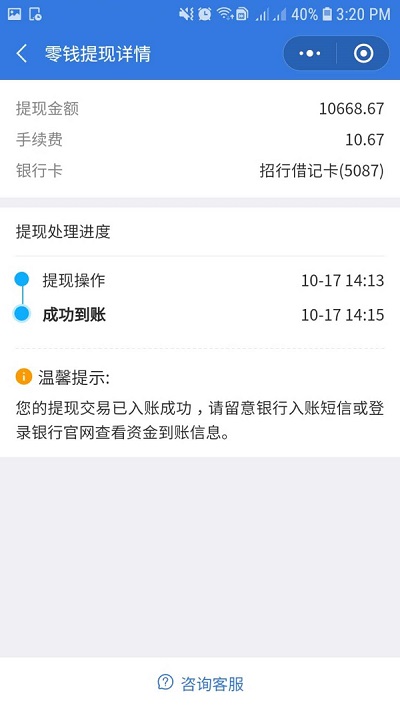 40% 3:20 PM
零钱提现详情
提现金额 10668.67
手续费 10.67
银行卡 招行借记卡(5087)
提现处理进度
提现操作 10-17 14:13
成功到账 10-17 14:15
温馨提示:
您的提现交易已入账成功，请留意银行入账短信或登
录银行官网查看资金到账信息。
咨询客服